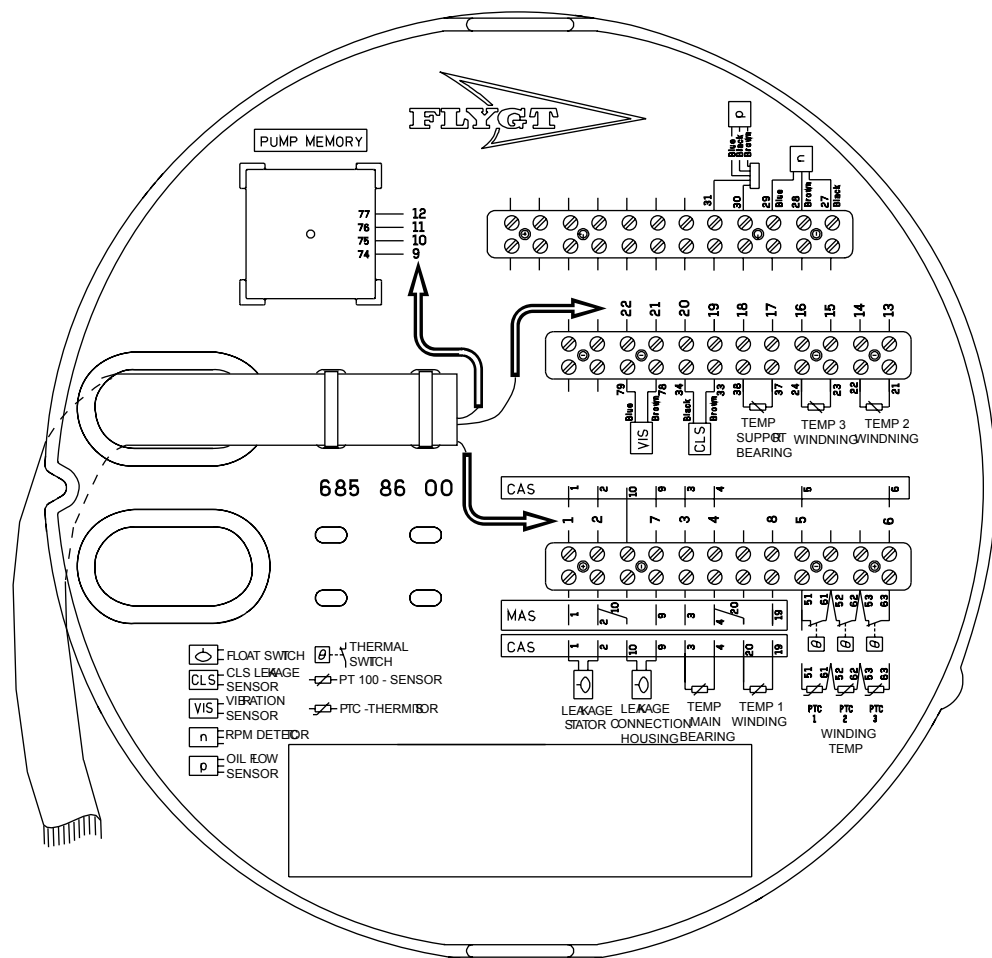 FLYGT
PUMP MEMORY
p
Blue
Black
Brown
n
31
30
29
Blue
28
Brown
27
Black
77 12
76 11
75 10
74 9
22 21 20 19 18 17 16 15 14 13
79 78 34 33 38 37 24 23 22 21
Blue Brown Black Brown
VIS CLS
TEMP SUPPORT BEARING
TEMP 3 WINDNING
TEMP 2 WINDNING
685 86 00
CAS 1 2 10 9 3 4 5 6
1 2 7 3 4 8 5 6
51 61 52 62 53 63
MAS 1 2 10 9 3 4 20 19
θ θ θ
CAS 1 2 10 9 3 4 20 19
51 61 52 62 53 63
LEAKAGE STATOR
LEAKAGE CONNECTION HOUSING
TEMP MAIN BEARING
TEMP 1 WINDING
PTC 1
PTC 2
PTC 3
WINDING TEMP
FLOAT SWITCH
CLS CLS LEAKAGE SENSOR
VIS VIBRATION SENSOR
n RPM DETECTOR
p OIL FLOW SENSOR
θ THERMAL SWITCH
PT 100 - SENSOR
PTC -THERMISTOR